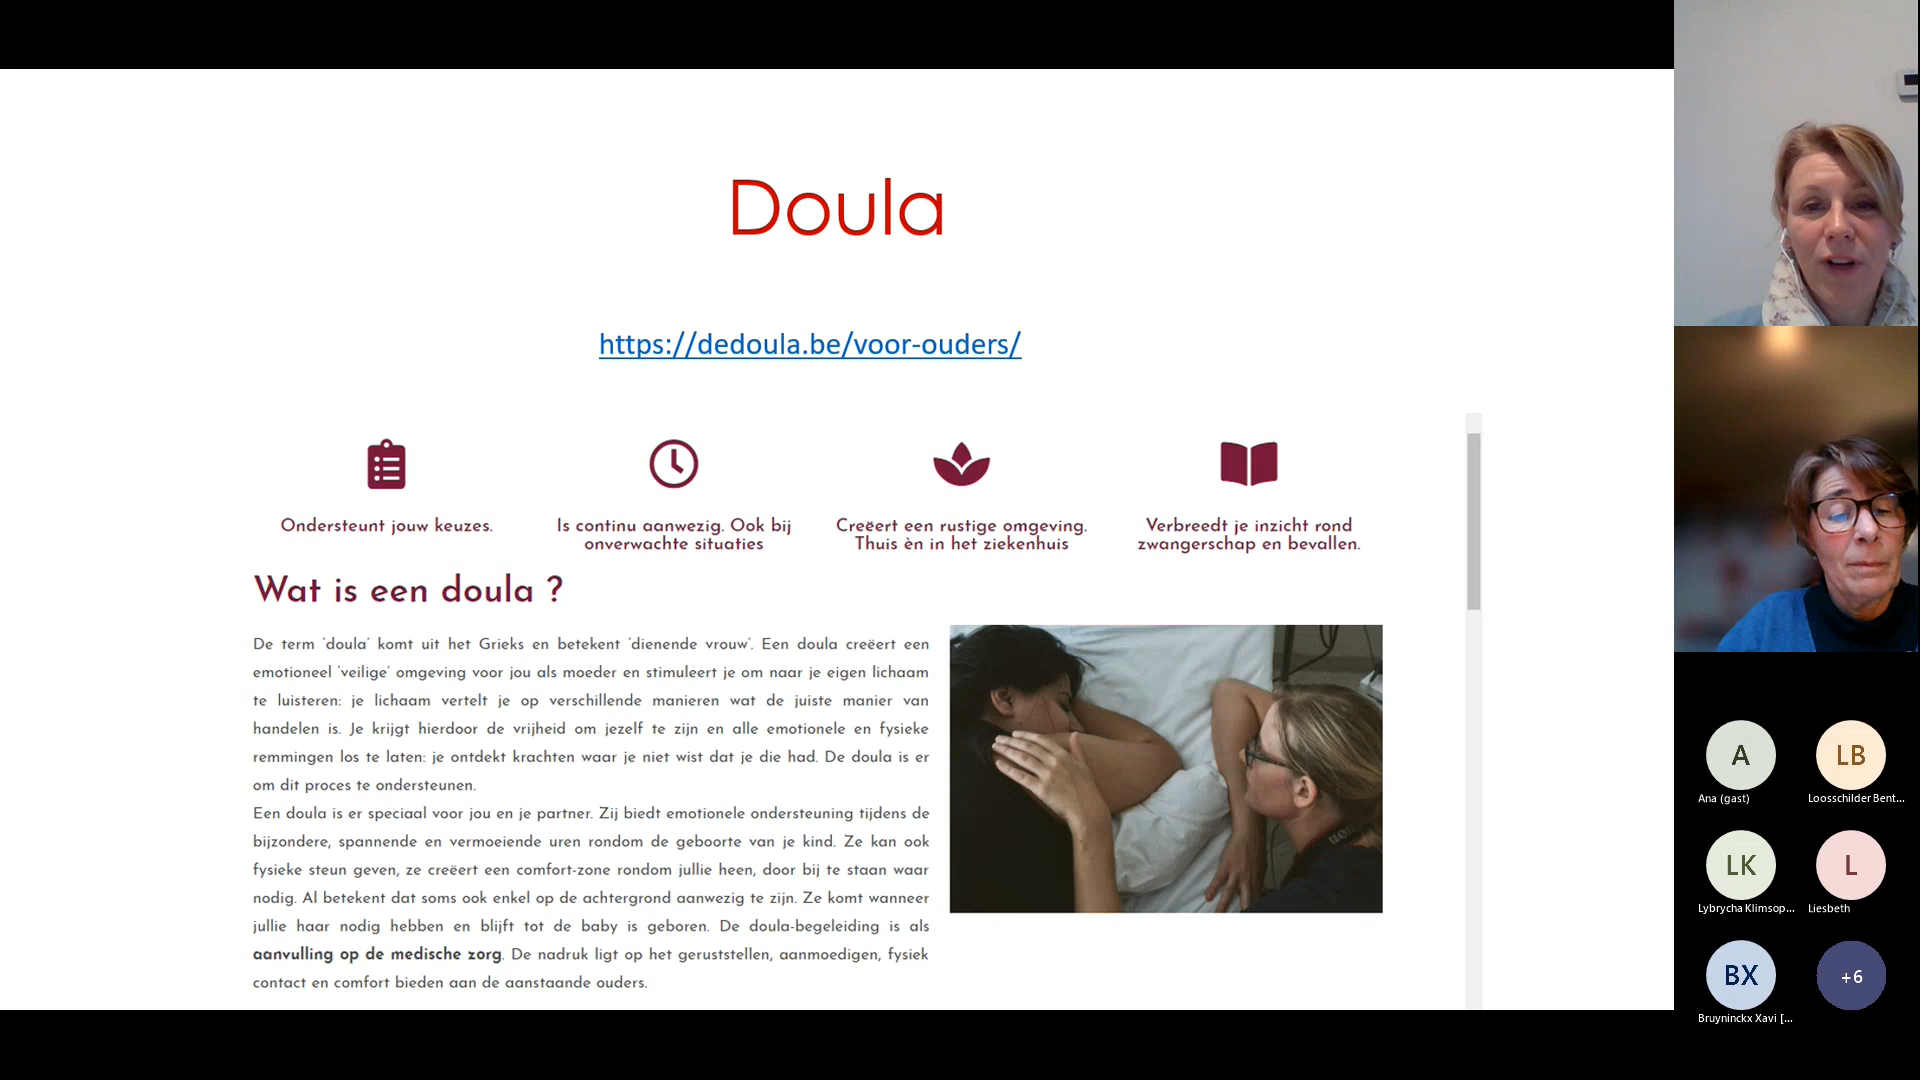 Doula
https://dedoula.be/voor-ouders/
Ondersteunt jouw keuzes.
Is continu aanwezig. Ook bij
onverwachte situaties
Creëert een rustige omgeving.
Thuis èn in het ziekenhuis
Verbreedt je inzicht rond
zwangerschap en bevallen.
Wat is een doula ?
De term ‘doula’ komt uit het Grieks en betekent ‘dienende vrouw’. Een doula creëert een
emotioneel ‘veilige’ omgeving voor jou als moeder en stimuleert je om naar je eigen lichaam
te luisteren: je lichaam vertelt je op verschillende manieren wat de juiste manier van
handelen is. Je krijgt hierdoor de vrijheid om jezelf te zijn en alle emotionele en fysieke
remmingen los te laten: je ontdekt krachten waar je niet wist dat je die had. De doula is er
om dit proces te ondersteunen.
Een doula is er speciaal voor jou en je partner. Zij biedt emotionele ondersteuning tijdens de
bijzondere, spannende en vermoeiende uren rondom de geboorte van je kind. Ze kan ook
fysieke steun geven, ze creëert een comfort-zone rondom jullie heen, door bij te staan waar
nodig. Al betekent dat soms ook enkel op de achtergrond aanwezig te zijn. Ze komt wanneer
jullie haar nodig hebben en blijft tot de baby is geboren. De doula-begeleiding is als
aanvulling op de medische zorg. De nadruk ligt op het geruststellen, aanmoedigen, fysiek
contact en comfort bieden aan de aanstaande ouders.
A
Ana (gast)
LB
Loosschilder Bent...
LK
Lybrycha Klimsop...
L
Liesbeth
BX
Bruyninckx Xavi [...
+6